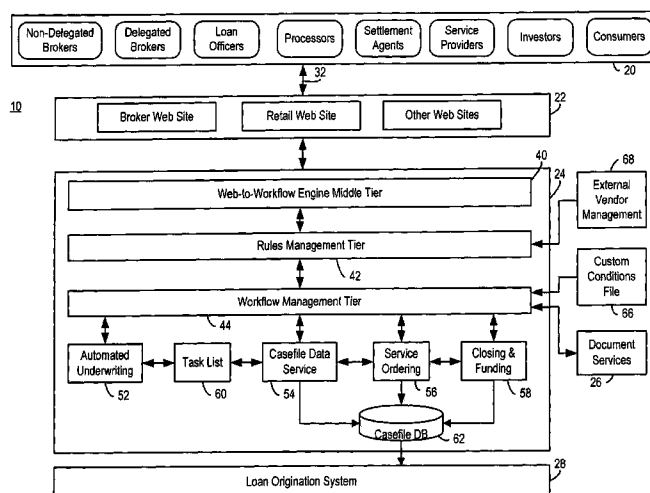 Non-Delegated
Brokers
Delegated
Brokers
Loan
Officers
Processors
Settlement
Agents
Service
Providers
Investors
Consumers
32
20
10
Broker Web Site
Retail Web Site
Other Web Sites
22
40
24
68
Web-to-Workflow Engine Middle Tier
External
Vendor
Management
Rules Management Tier
42
Custom
Conditions
File
66
Workflow Management Tier
44
Document
Services
26
Automated
Underwriting
52
Task List
60
Casefile Data
Service
54
Service
Ordering
56
Closing &
Funding
58
Casefile DB
62
28
Loan Origination System